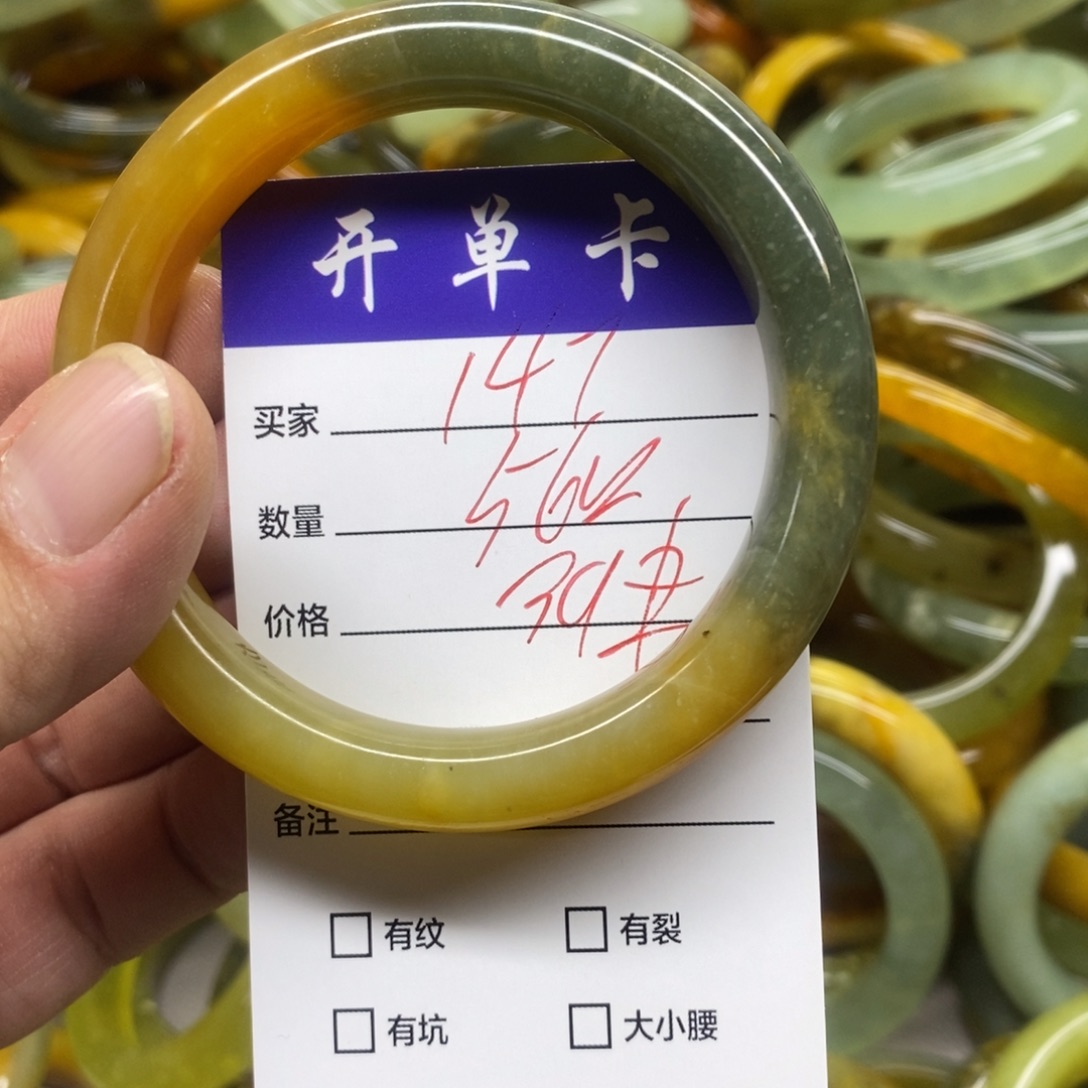 开单卡
买家 147
数量 56
价格 39
备注
有纹 有裂
有坑 大小腰